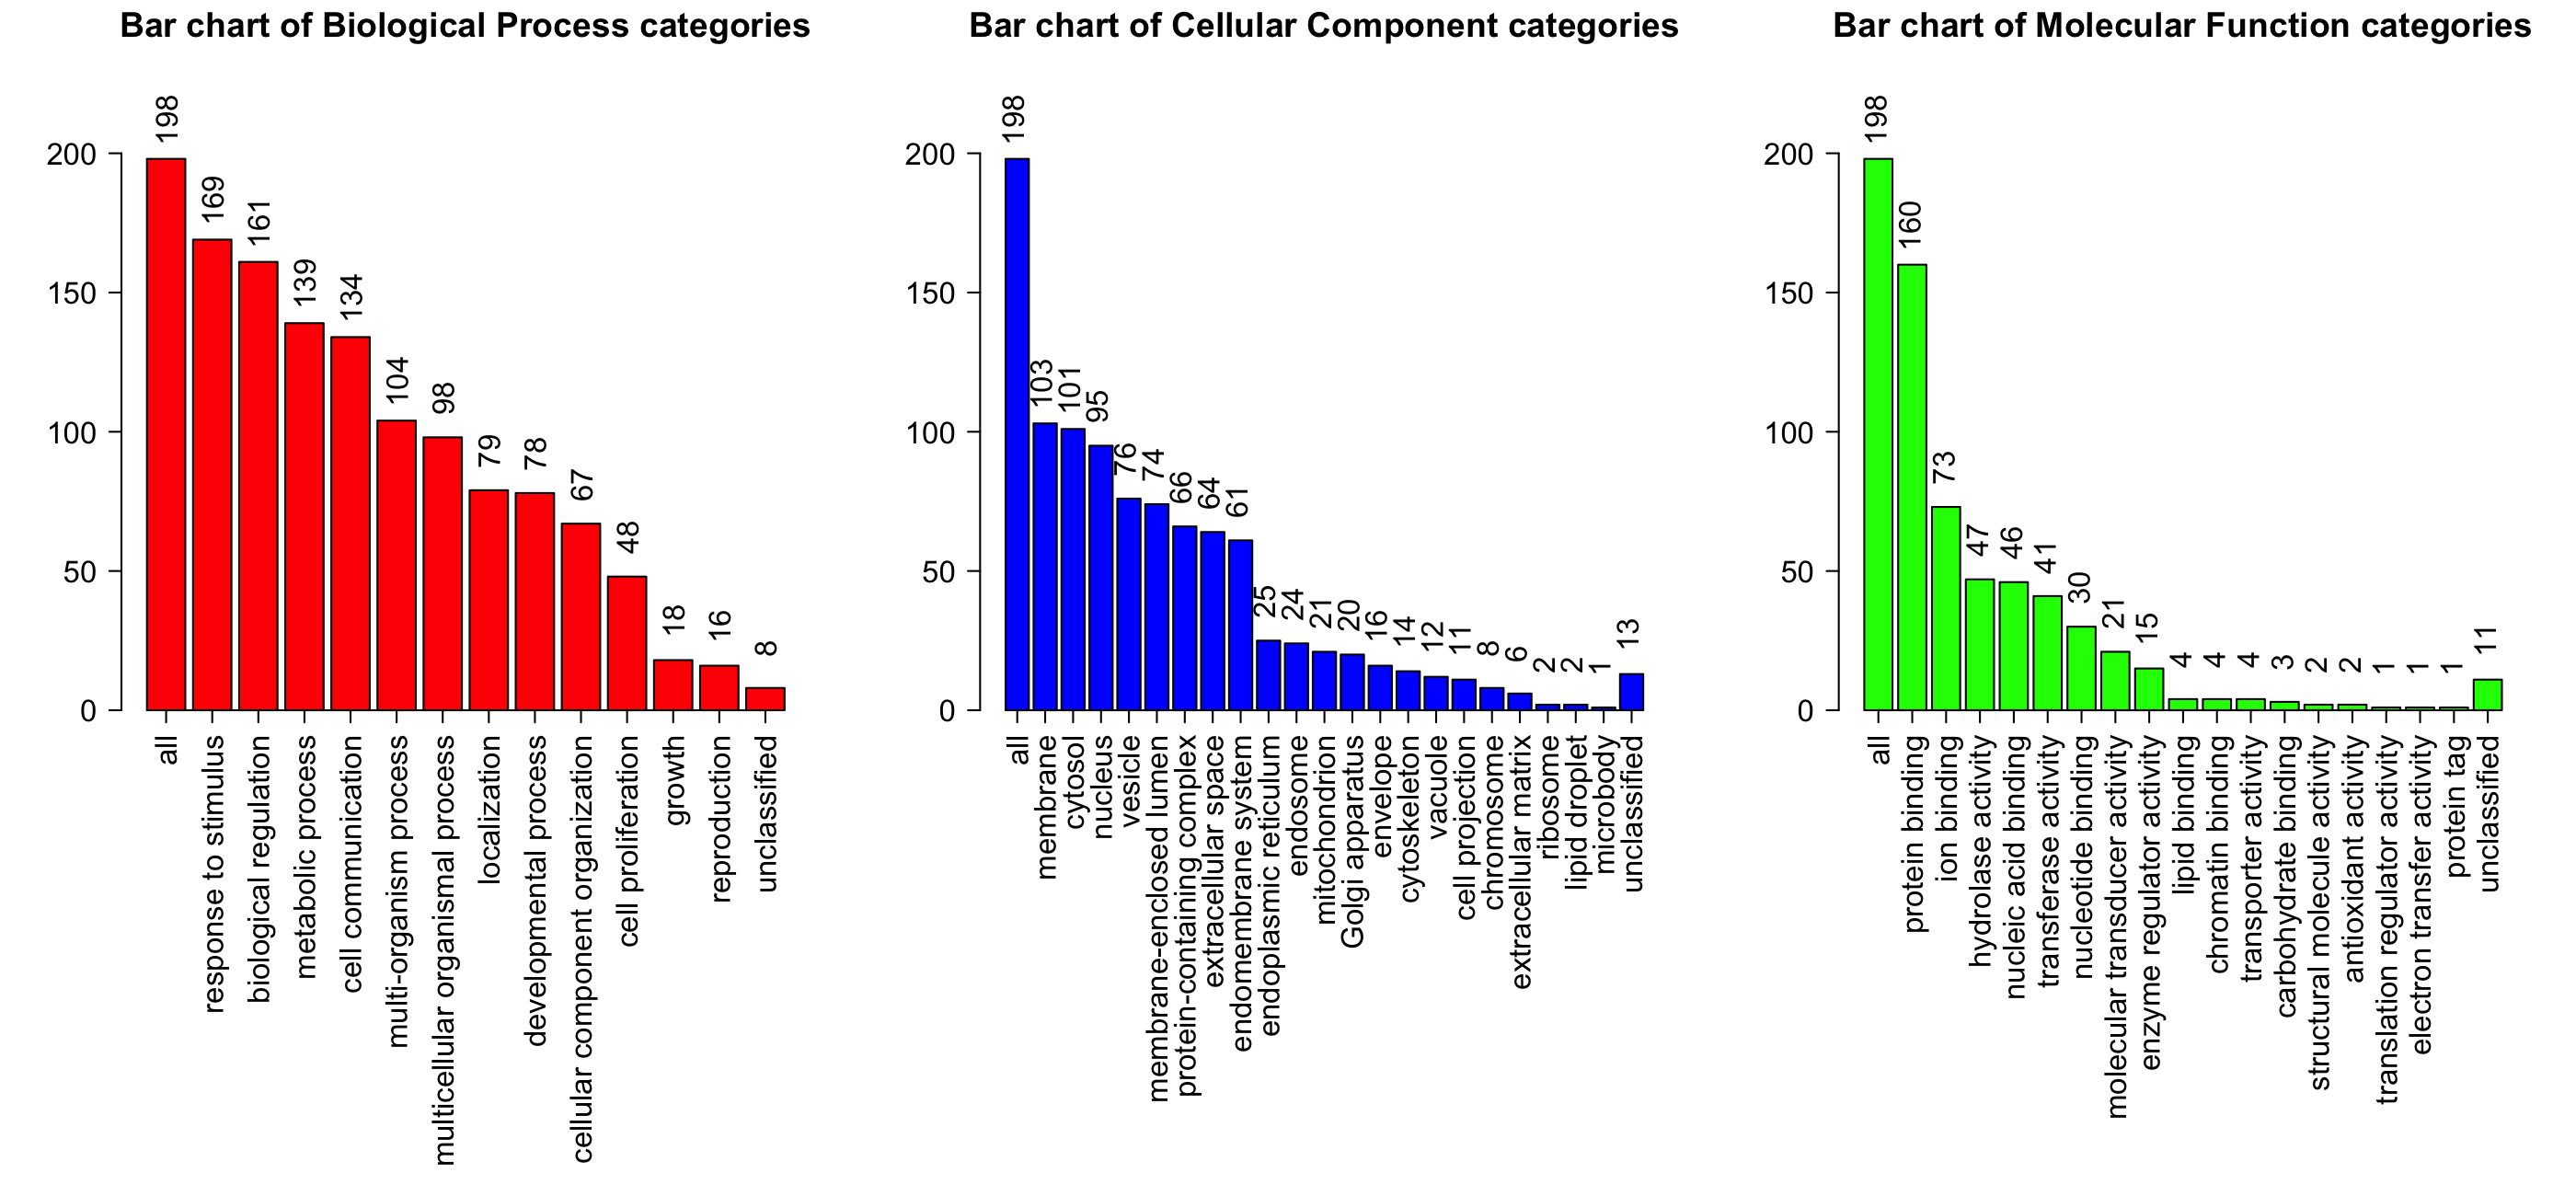 Bar chart of Biological Process categories
198
169
161
139
134
104
98
79
78
67
48
18
16
8
200
150
100
50
0
all
response to stimulus
biological regulation
metabolic process
cell communication
multi-organism process
multicellular organismal process
localization
developmental process
cellular component organization
cell proliferation
growth
reproduction
unclassified
Bar chart of Cellular Component categories
198
103
101
95
76
74
66
64
61
25
24
21
20
16
14
12
11
8
6
2
2
1
13
200
150
100
50
0
all
membrane
cytosol
nucleus
vesicle
membrane-enclosed lumen
protein-containing complex
extracellular space
endomembrane system
endoplasmic reticulum
endosome
mitochondrion
Golgi apparatus
envelope
cytoskeleton
vacuole
cell projection
chromosome
extracellular matrix
ribosome
lipid droplet
microbody
unclassified
Bar chart of Molecular Function categories
198
160
73
47
46
41
30
21
15
4
4
4
3
2
2
1
1
1
11
200
150
100
50
0
all
protein binding
ion binding
hydrolase activity
nucleic acid binding
transferase activity
nucleotide binding
molecular transducer activity
enzyme regulator activity
lipid binding
chromatin binding
transporter activity
carbohydrate binding
structural molecule activity
antioxidant activity
translation regulator activity
electron transfer activity
protein tag
unclassified